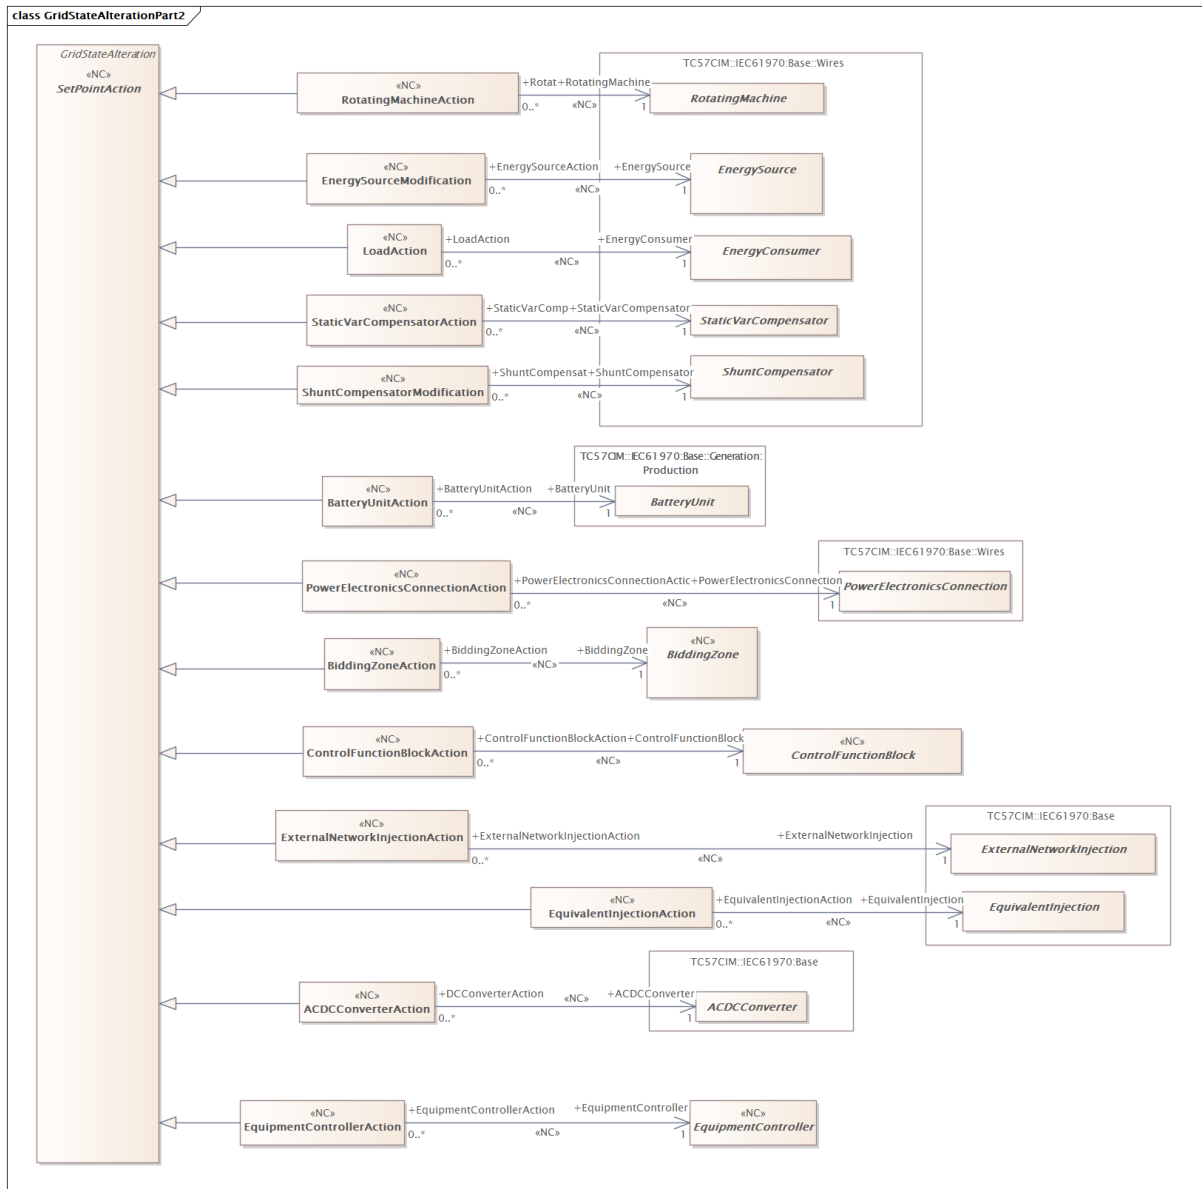 class GridStateAlterationPart2
GridStateAlteration
«NC»
SetPointAction
TC57CIM::IEC61970:Base::Wires
«NC»
RotatingMachineAction
+Rotat+RotatingMachine
0..*
«NC»
1
RotatingMachine
«NC»
EnergySourceModification
+EnergySourceAction
+EnergySource
0..*
«NC»
1
EnergySource
«NC»
LoadAction
+LoadAction
+EnergyConsumer
0..*
«NC»
1
EnergyConsumer
«NC»
StaticVarCompensatorAction
+StaticVarComp+StaticVarCompensator
0..*
«NC»
1
StaticVarCompensator
«NC»
ShuntCompensatorModification
+ShuntCompensat+ShuntCompensator
0..*
«NC»
1
ShuntCompensator
TC57CIM::IEC61970:Base::Generation:
Production
«NC»
BatteryUnitAction
+BatteryUnitAction
+BatteryUnit
0..*
«NC»
1
BatteryUnit
TC57CIM::IEC61970:Base::Wires
«NC»
PowerElectronicsConnectionAction
+PowerElectronicsConnectionActic+PowerElectronicsConnection
0..*
«NC»
1
PowerElectronicsConnection
«NC»
BiddingZoneAction
+BiddingZoneAction
+BiddingZone
0..*
«NC»
1
«NC»
BiddingZone
«NC»
ControlFunctionBlockAction
+ControlFunctionBlockAction+ControlFunctionBlock
0..*
«NC»
1
«NC»
ControlFunctionBlock
TC57CIM::IEC61970:Base
«NC»
ExternalNetworkInjectionAction
+ExternalNetworkInjectionAction
+ExternalNetworkInjection
0..*
«NC»
1
ExternalNetworkInjection
«NC»
EquivalentInjectionAction
+EquivalentInjectionAction
+EquivalentInjection
0..*
«NC»
1
EquivalentInjection
TC57CIM::IEC61970:Base
«NC»
ACDCConverterAction
+DCConverterAction
«NC»
+ACDCConverter
0..*
1
ACDCConverter
«NC»
EquipmentControllerAction
+EquipmentControllerAction
+EquipmentController
0..*
«NC»
1
«NC»
EquipmentController